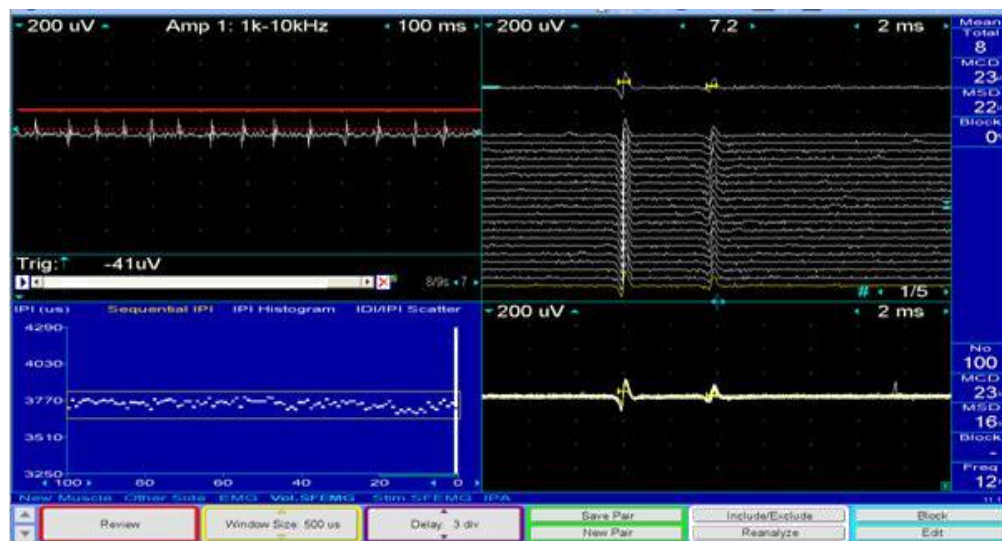 200 uV Amp 1: 1k-10kHz 100 ms
200 uV 7.2 2 ms
Mean
Total
8
MCD
23
MSD
22
Block
0
Trig: -41uV
8/9s 7
# 1/5
IPI (us) Sequential IPI IPI Histogram IDI/IPI Scatter
4290
4030
3770
3510
3250
100 80 60 40 20 0
200 uV 2 ms
No
100
MCD
23
MSD
16
Block
-
Freq
12
New Muscle Other Side EMG Vol.SFEMG Stim SFEMG IPA
11.1
Review
Window Size: 500 us
Delay: 3 div
Save Pair
New Pair
Include/Exclude
Reanalyze
Block
Edit